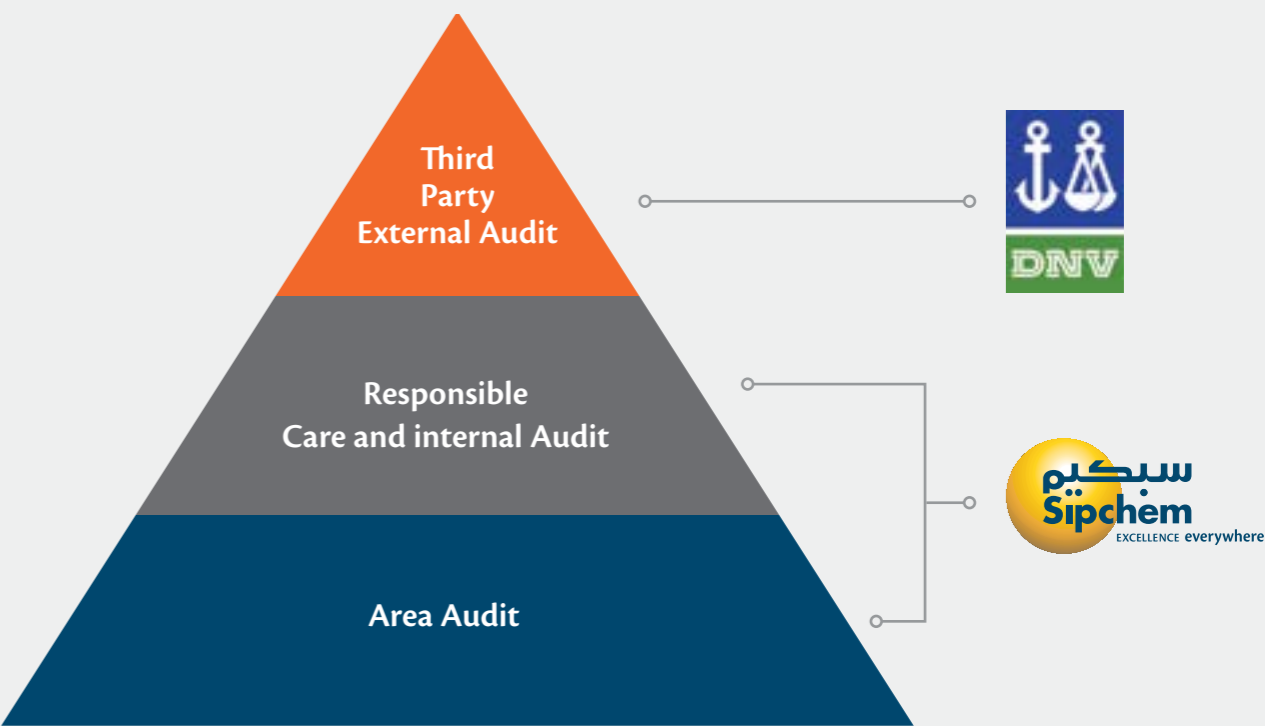 Third
Party
External Audit
DNV
Responsible
Care and internal Audit
سبكيم
Sipchem
EXCELLENCE everywhere
Area Audit